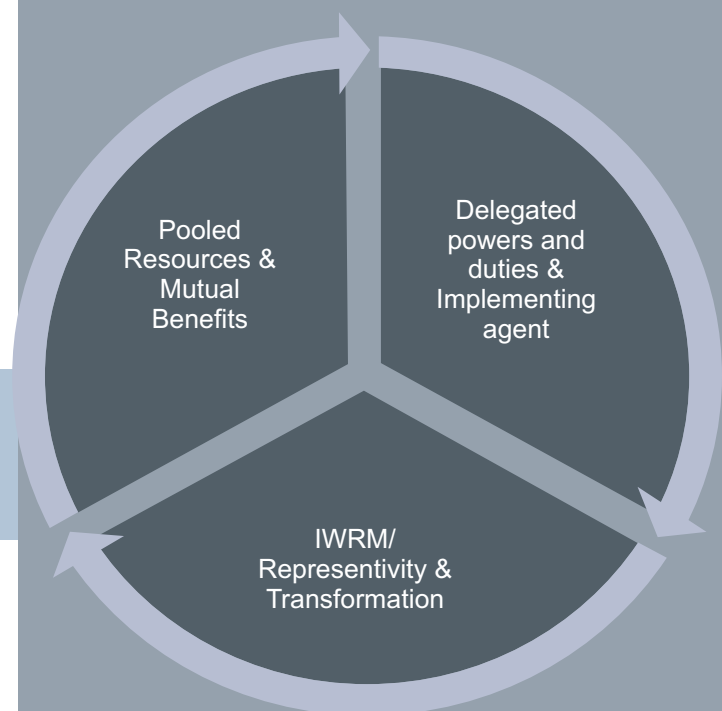 Pooled
Resources &
Mutual
Benefits
Delegated
powers and
duties &
Implementing
agent
IWRM/
Representivity &
Transformation